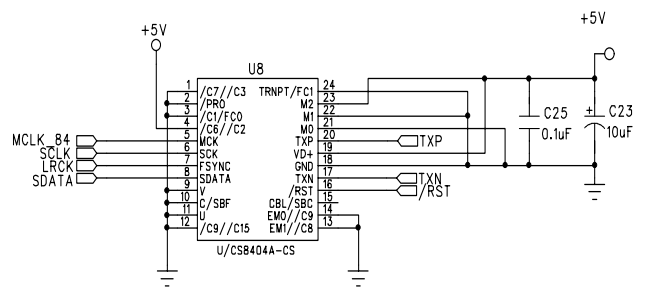 +5V
+5V
U8
1 /C7//C3 TRNPT/FC1 24
2 /PRO M2 23
3 /C1/FC0 M1 22
4 /C6//C2 M0 21
MCLK_84 5 MCK TXP 20 TXP
SCLK 6 SCK VD+ 19
LRCK 7 FSYNC GND 18
SDATA 8 SDATA TXN 17 TXN
9 V /RST 16 /RST
10 C/SBF CBL/SBC 15
11 U EM0//C9 14
12 /C9//C15 EM1//C8 13
U/CS8404A-CS
C25
0.1uF
+ C23
10uF